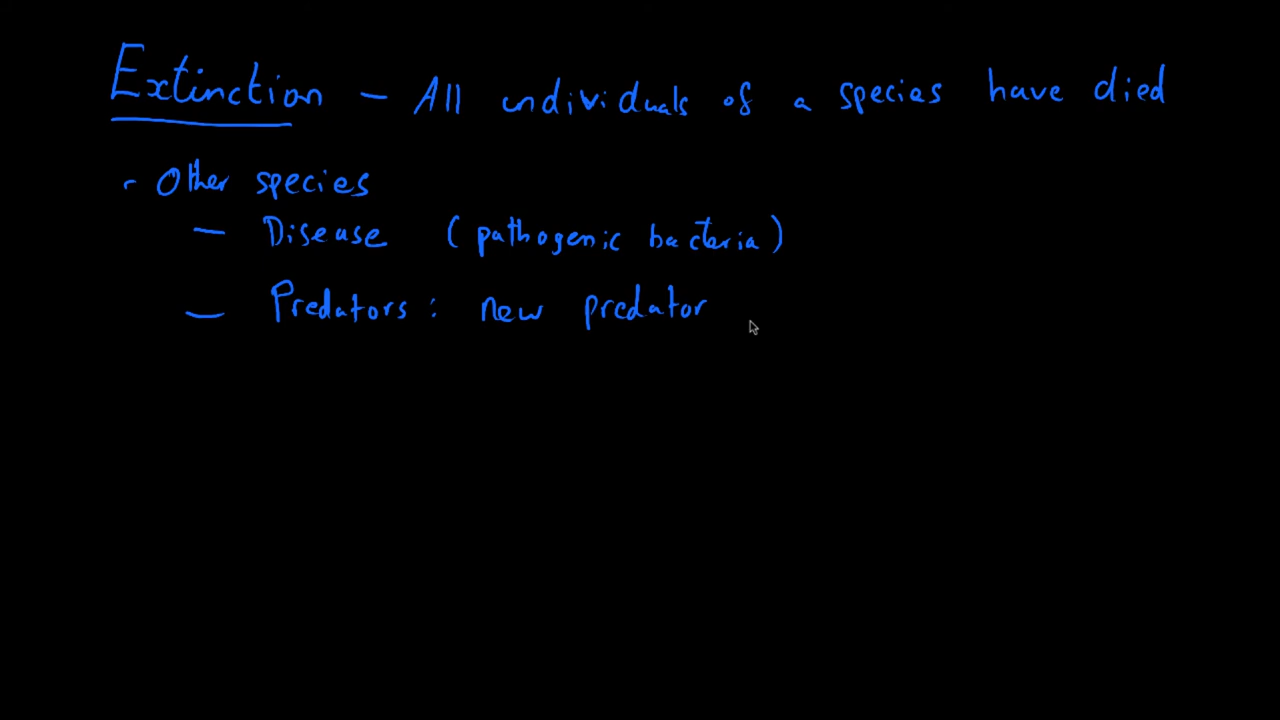 Extinction – All individuals of a species have died
- Other species
— Disease (pathogenic bacteria)
— Predators: new predator